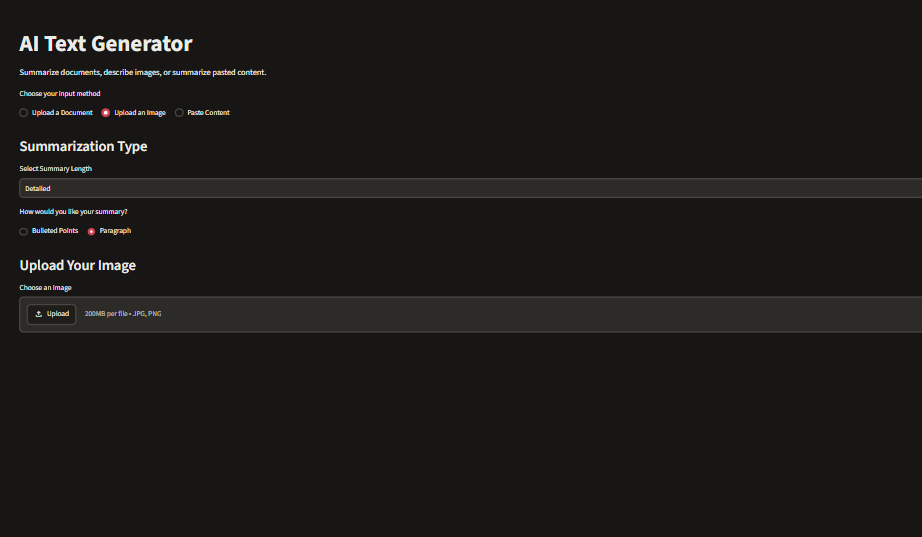 AI Text Generator
Summarize documents, describe images, or summarize pasted content.
Choose your input method
Upload a Document Upload an Image Paste Content
Summarization Type
Select Summary Length
Detailed
How would you like your summary?
Bulleted Points Paragraph
Upload Your Image
Choose an image
Upload 200MB per file • JPG, PNG